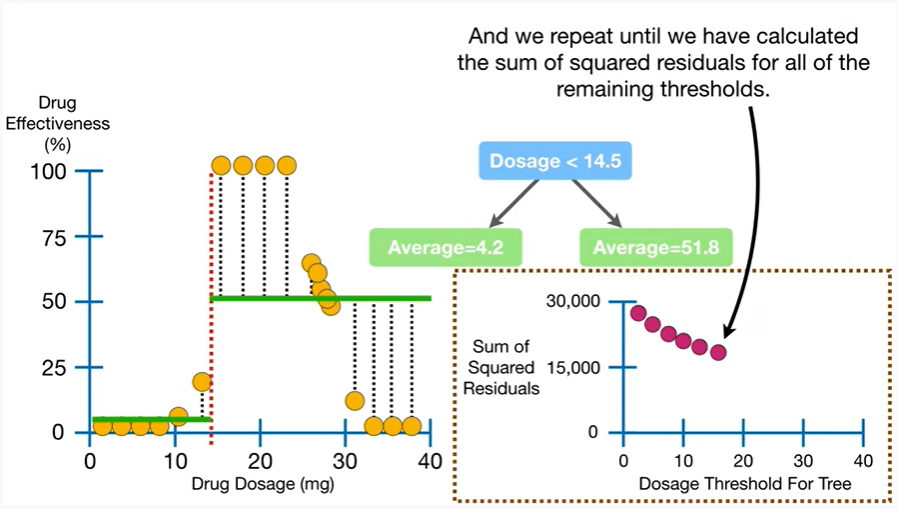 And we repeat until we have calculated
the sum of squared residuals for all of the
remaining thresholds.
Drug
Effectiveness
(%)
100
75
50
25
0
0 10 20 30 40
Drug Dosage (mg)
Dosage < 14.5
Average=4.2
Average=51.8
Sum of
Squared
Residuals
30,000
15,000
0
0 10 20 30 40
Dosage Threshold For Tree